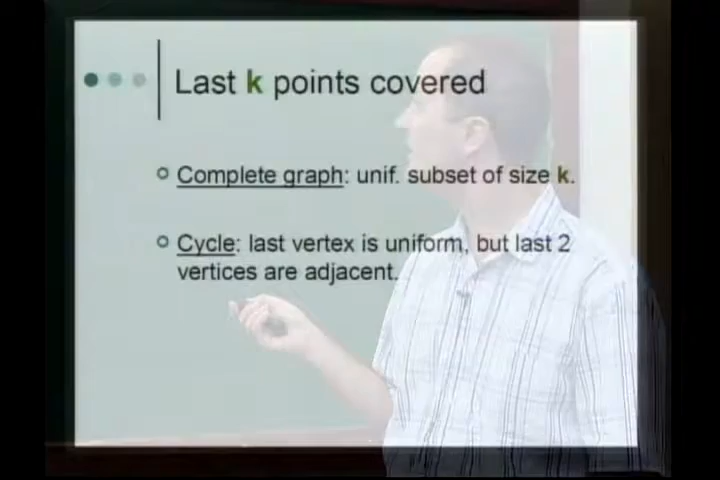 Last k points covered
Complete graph: unif. subset of size k.
Cycle: last vertex is uniform, but last 2
vertices are adjacent.